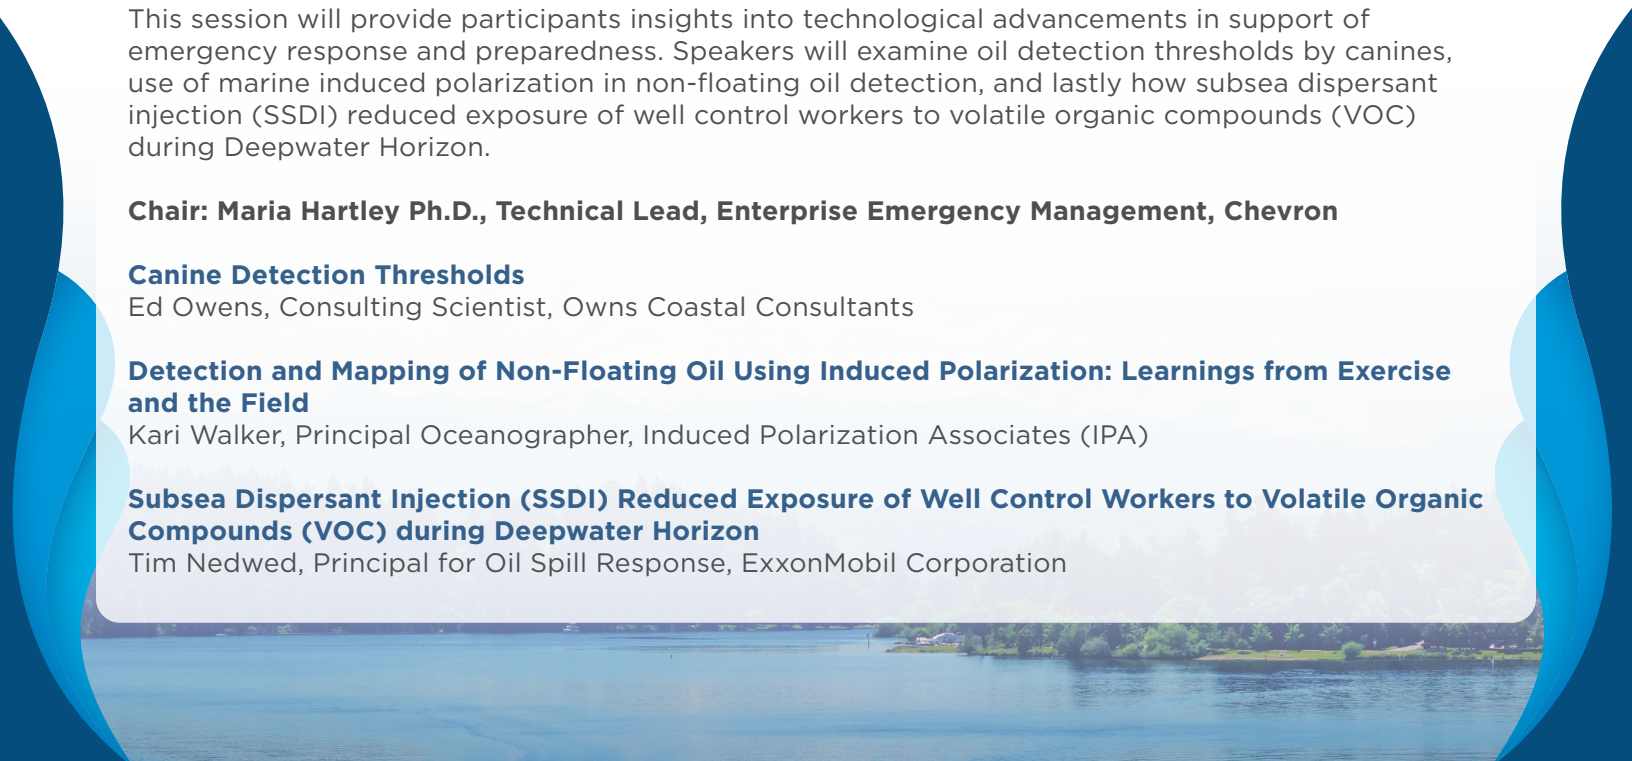 This session will provide participants insights into technological advancements in support of
emergency response and preparedness. Speakers will examine oil detection thresholds by canines,
use of marine induced polarization in non-floating oil detection, and lastly how subsea dispersant
injection (SSDI) reduced exposure of well control workers to volatile organic compounds (VOC)
during Deepwater Horizon.
Chair: Maria Hartley Ph.D., Technical Lead, Enterprise Emergency Management, Chevron
Canine Detection Thresholds
Ed Owens, Consulting Scientist, Owns Coastal Consultants
Detection and Mapping of Non-Floating Oil Using Induced Polarization: Learnings from Exercise
and the Field
Kari Walker, Principal Oceanographer, Induced Polarization Associates (IPA)
Subsea Dispersant Injection (SSDI) Reduced Exposure of Well Control Workers to Volatile Organic
Compounds (VOC) during Deepwater Horizon
Tim Nedwed, Principal for Oil Spill Response, ExxonMobil Corporation